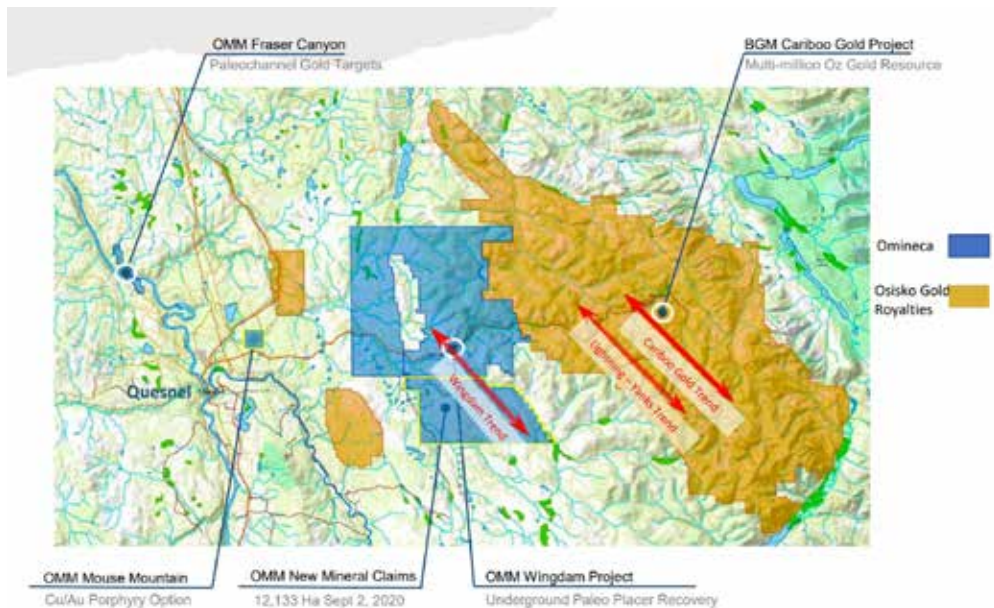 OMM Fraser Canyon
Paleochannel Gold Targets
BGM Cariboo Gold Project
Multi-million Oz Gold Resource
Omineca
Osisko Gold
Royalties
Quesnel
Wingdam Trend
Lightning – Yanks Trend
Cariboo Gold Trend
OMM Mouse Mountain
Cu/Au Porphyry Option
OMM New Mineral Claims
12,133 Ha Sept 2, 2020
OMM Wingdam Project
Underground Paleo Placer Recovery